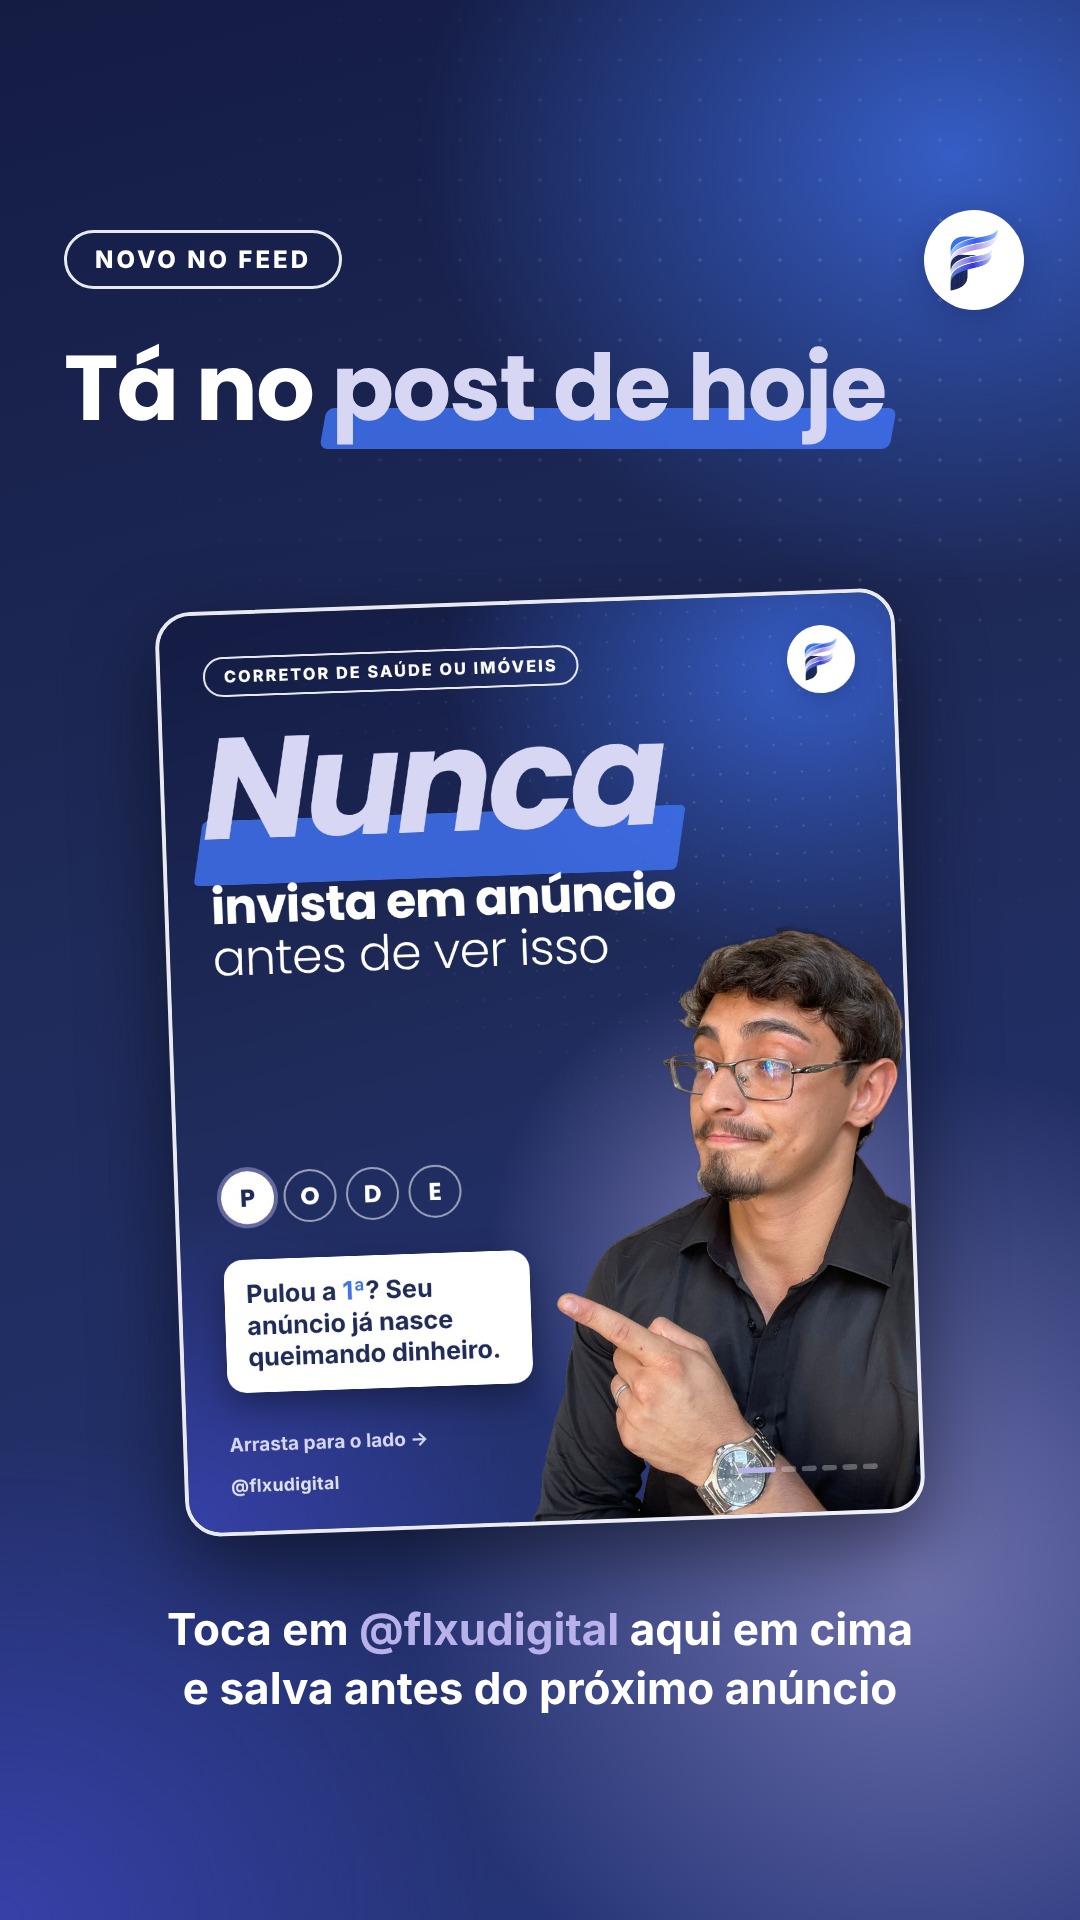 NOVO NO FEED
Tá no post de hoje
CORRETOR DE SAÚDE OU IMÓVEIS
Nunca
invista em anúncio
antes de ver isso
P O D E
Pulou a 1ª? Seu
anúncio já nasce
queimando dinheiro.
Arrasta para o lado →
@flxudigital
Toca em @flxudigital aqui em cima
e salva antes do próximo anúncio